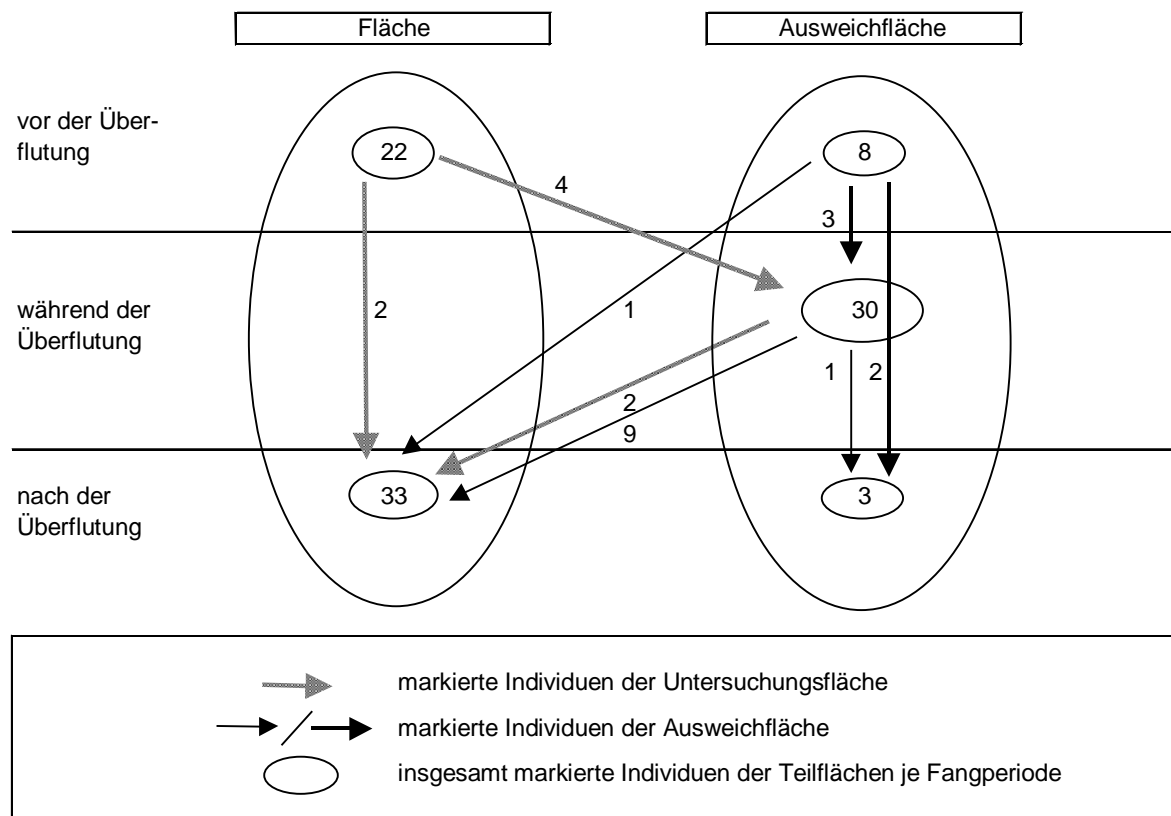 Fläche
Ausweichfläche
vor der Über-
flutung
22
8
4
3
während der
Überflutung
2
1
30
1
2
2
9
nach der
Überflutung
33
3
markierte Individuen der Untersuchungsfläche
markierte Individuen der Ausweichfläche
insgesamt markierte Individuen der Teilflächen je Fangperiode